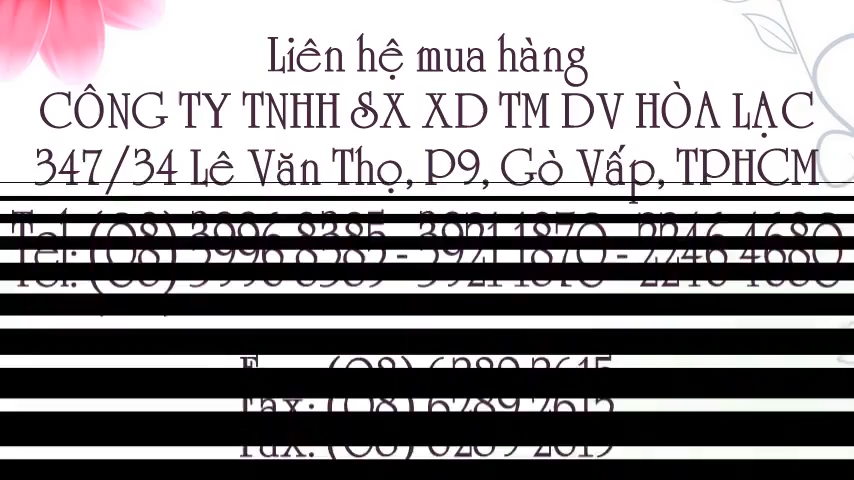 Liên hệ mua hàng
CÔNG TY TNHH SX XD TM DV HÒA LẠC
347/34 Lê Văn Thọ, P9, Gò Vấp, TPHCM
Tel: (08) 3996 8385 - 3921 1870 - 2246 4680
Fax: (08) 6289 2615